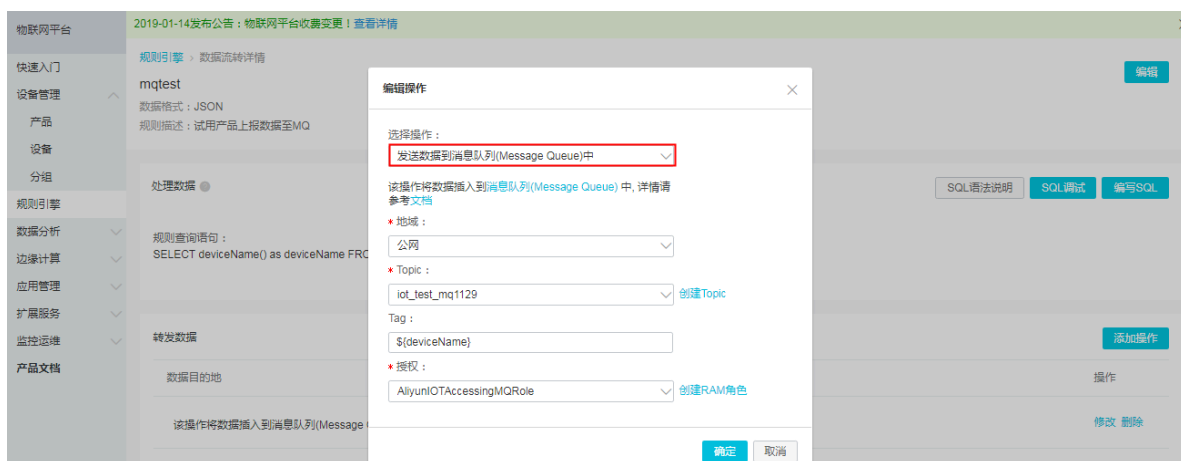 物联网平台
2019-01-14发布公告：物联网平台收费变更！查看详情
快速入门
设备管理
产品
设备
分组
规则引擎
数据分析
边缘计算
应用管理
扩展服务
监控运维
产品文档
规则引擎 > 数据流转详情
mqtest
编辑
数据格式：JSON
规则描述：试用产品上报数据至MQ
处理数据
SQL语法说明
SQL调试
编写SQL
规则查询语句：
SELECT deviceName() as deviceName FRO
转发数据
添加操作
数据目的地
操作
该操作将数据插入到消息队列(Message
修改 删除
编辑操作
选择操作：
发送数据到消息队列(Message Queue)中
该操作将数据插入到消息队列(Message Queue) 中, 详情请
参考文档
* 地域：
公网
* Topic：
iot_test_mq1129
创建Topic
Tag：
${deviceName}
* 授权：
AliyunIOTAccessingMQRole
创建RAM角色
确定
取消